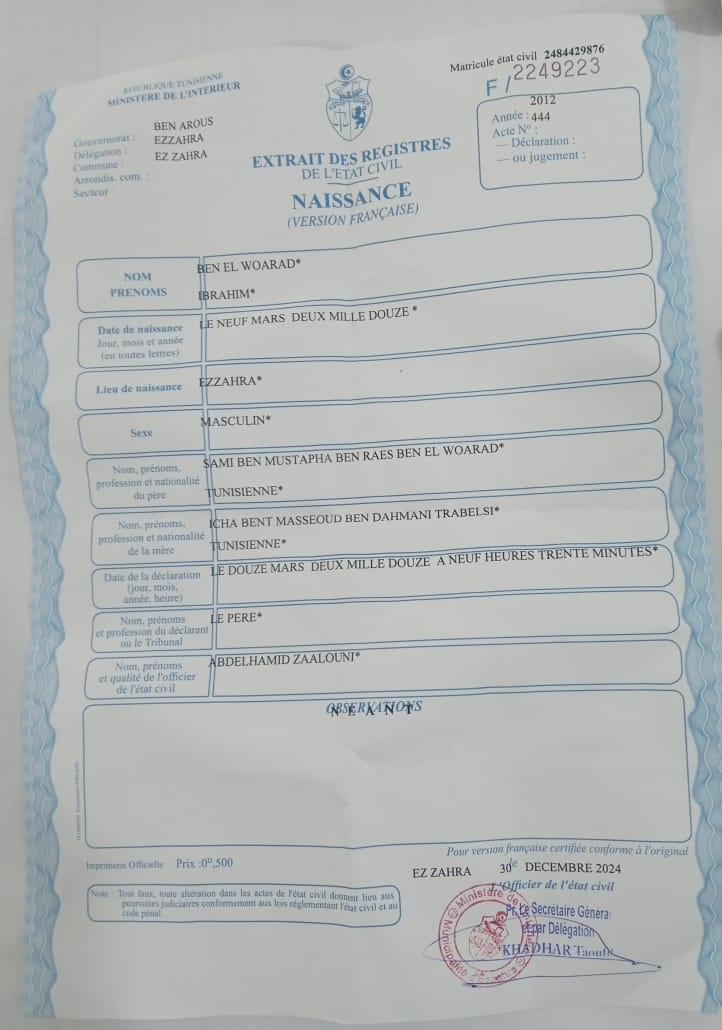 REPUBLIQUE TUNISIENNE
MINISTERE DE L'INTERIEUR
Gouvernorat : BEN AROUS
Délégation : EZZAHRA
Commune : EZ ZAHRA
Arrondis. com. :
Secteur :
Matricule état civil 2484429876
F/2249223
2012
Année : 444
Acte N° :
— Déclaration :
— ou jugement :
EXTRAIT DES REGISTRES
DE L'ETAT CIVIL
NAISSANCE
(VERSION FRANÇAISE)
NOM BEN EL WOARAD*
PRENOMS IBRAHIM*
Date de naissance
Jour, mois et année
(en toutes lettres)
LE NEUF MARS DEUX MILLE DOUZE *
Lieu de naissance EZZAHRA*
Sexe MASCULIN*
Nom, prénoms,
profession et nationalité
du père
SAMI BEN MUSTAPHA BEN RAES BEN EL WOARAD*
TUNISIENNE*
Nom, prénoms,
profession et nationalité
de la mère
ICHA BENT MASSEOUD BEN DAHMANI TRABELSI*
TUNISIENNE*
Date de la déclaration
(jour, mois,
année, heure)
LE DOUZE MARS DEUX MILLE DOUZE A NEUF HEURES TRENTE MINUTES*
Nom, prénoms
et profession du déclarant
ou le Tribunal
LE PERE*
Nom, prénoms
et qualité de l'officier
de l'état civil
ABDELHAMID ZAALOUNI*
OBSERVATIONS
N E A N T
Imprimerie Officielle Prix :0ᴰ,500
Note : Tout faux, toute altération dans les actes de l'état civil donnent lieu aux
poursuites judiciaires conformement aux lois réglementant l'état civil et au
code pénal.
Pour version française certifiée conforme à l'original
EZ ZAHRA 30 le DECEMBRE 2024
L'Officier de l'état civil
Pr Le Secrétaire Généra
et par Délégation
KHADHAR Taoufik